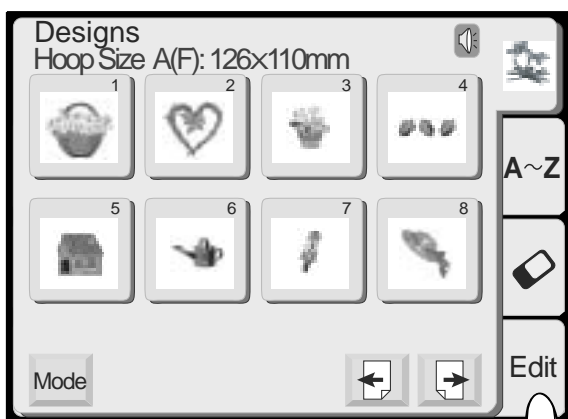 Designs
Hoop Size A(F): 126×110mm
1 2 3 4
A~Z
5 6 7 8
Mode
Edit